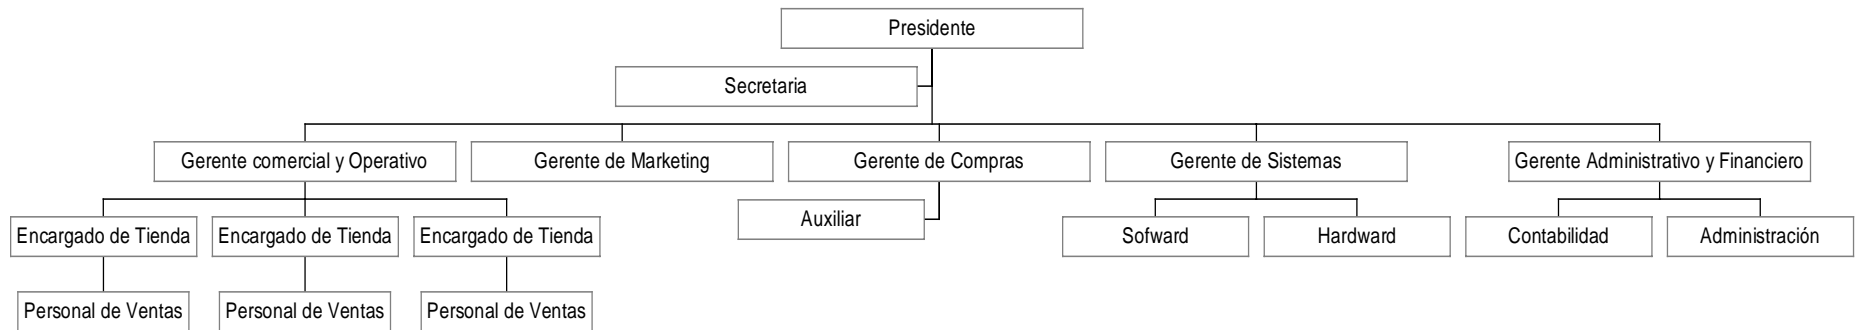 Presidente
Secretaria
Gerente comercial y Operativo
Gerente de Marketing
Gerente de Compras
Gerente de Sistemas
Gerente Administrativo y Financiero
Auxiliar
Encargado de Tienda
Encargado de Tienda
Encargado de Tienda
Sofward
Hardward
Contabilidad
Administración
Personal de Ventas
Personal de Ventas
Personal de Ventas